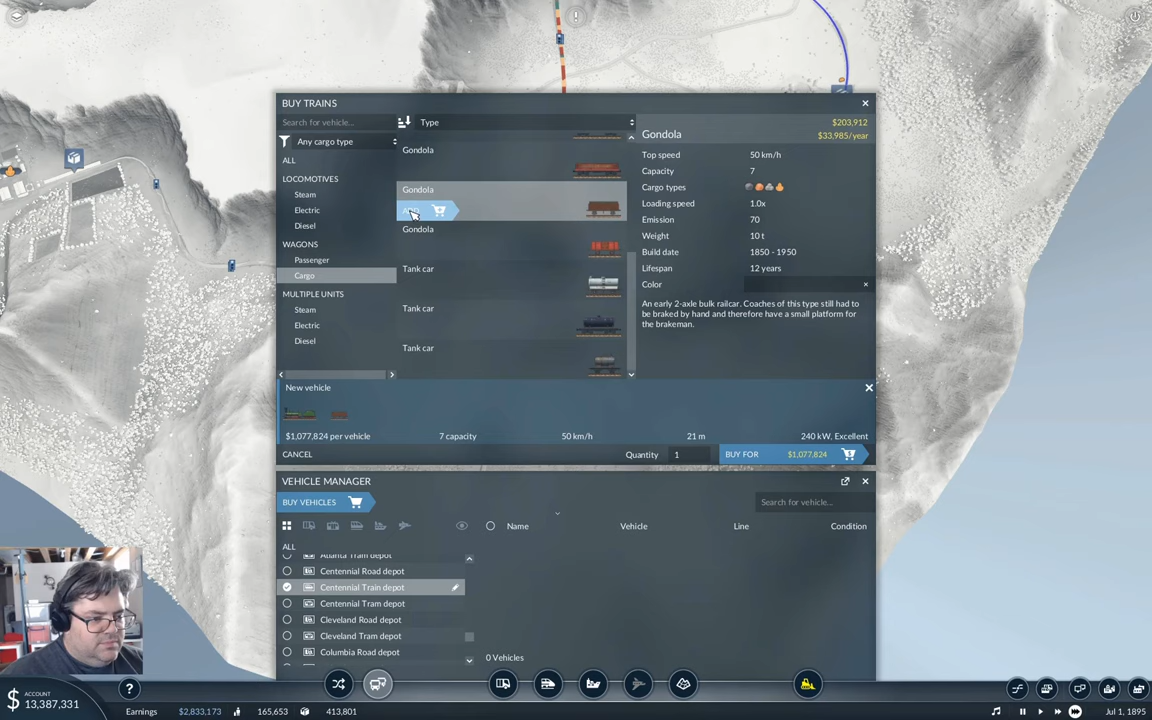 BUY TRAINS
Search for vehicle...
Type
Any cargo type
ALL
LOCOMOTIVES
Steam
Electric
Diesel
WAGONS
Passenger
Cargo
MULTIPLE UNITS
Steam
Electric
Diesel
Gondola
Gondola
Gondola
Tank car
Tank car
Tank car
$203,912
Gondola
$33,985/year
Top speed 50 km/h
Capacity 7
Cargo types
Loading speed 1.0x
Emission 70
Weight 10 t
Build date 1850 - 1950
Lifespan 12 years
Color
An early 2-axle bulk railcar. Coaches of this type still had to
be braked by hand and therefore have a small platform for
the brakeman.
New vehicle
$1,077,824 per vehicle 7 capacity 50 km/h 21 m 240 kW, Excellent
CANCEL Quantity 1 BUY FOR $1,077,824
VEHICLE MANAGER
BUY VEHICLES
Search for vehicle...
Name Vehicle Line Condition
ALL
Atlanta Tram depot
Centennial Road depot
Centennial Train depot
Centennial Tram depot
Cleveland Road depot
Cleveland Tram depot
Columbia Road depot
0 Vehicles
ACCOUNT
$ 13,387,331
Earnings $2,833,173 165,653 413,801
Jul 1, 1895